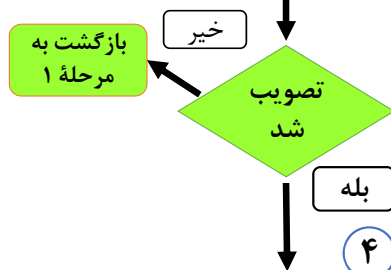 خیر
بازگشت به
مرحلهٔ ۱
تصویب
شد
بله
۴